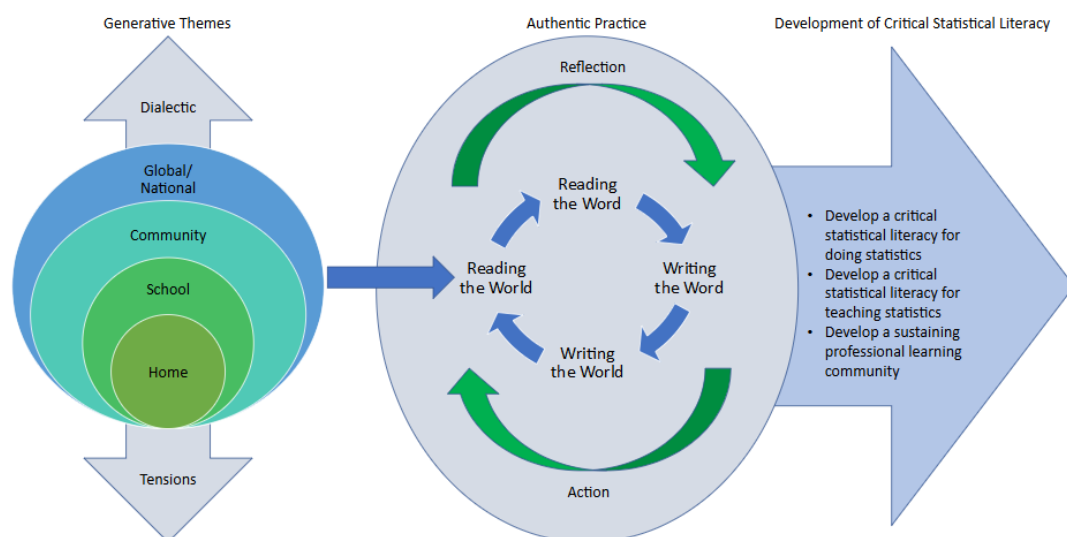 Generative Themes
Dialectic
Global/
National
Community
School
Home
Tensions
Authentic Practice
Reflection
Reading
the Word
Reading
the World
Writing
the Word
Writing
the World
Action
Development of Critical Statistical Literacy
• Develop a critical
statistical literacy for
doing statistics
• Develop a critical
statistical literacy for
teaching statistics
• Develop a sustaining
professional learning
community